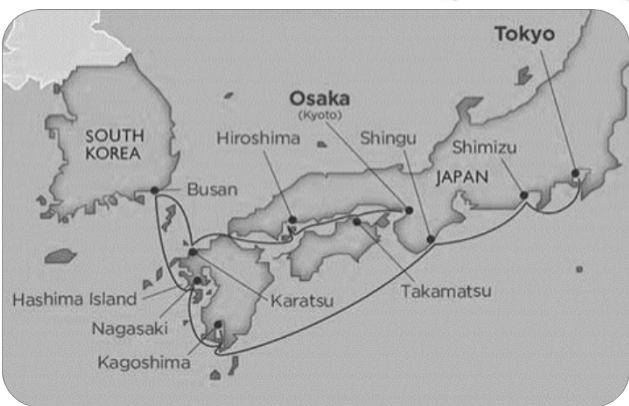 Tokyo
Osaka
(Kyoto)
Hiroshima
Shingu
Shimizu
SOUTH
KOREA
JAPAN
Busan
Hashima Island
Karatsu
Takamatsu
Nagasaki
Kagoshima